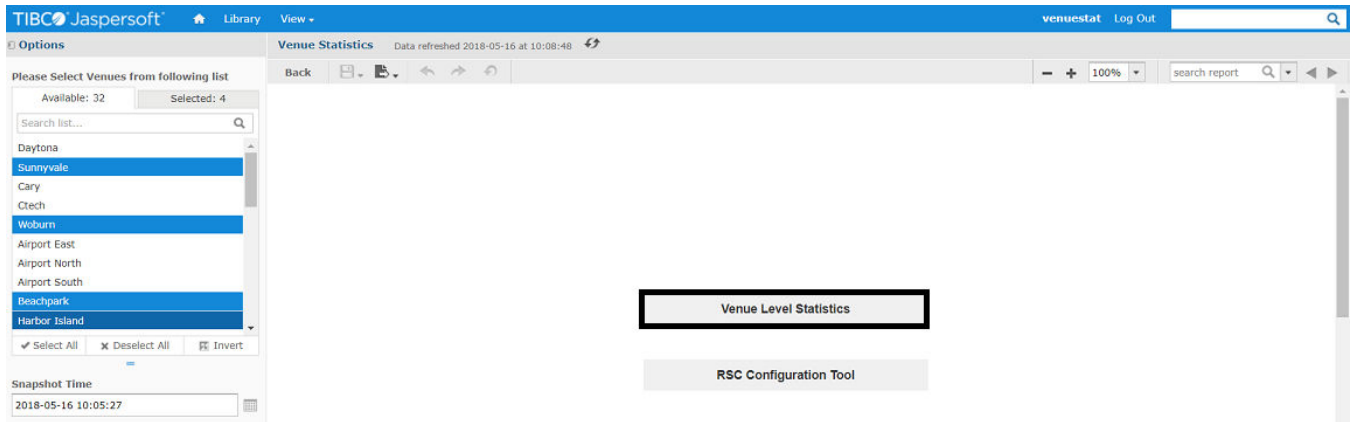 TIBCO Jaspersoft Library View venuestat Log Out
Options
Venue Statistics Data refreshed 2018-05-16 at 10:08:48
Please Select Venues from following list
Back 100% search report
Available: 32 Selected: 4
Search list...
Daytona
Sunnyvale
Cary
Ctech
Woburn
Airport East
Airport North
Airport South
Beachpark
Harbor Island
Select All Deselect All Invert
Snapshot Time
2018-05-16 10:05:27
Venue Level Statistics
RSC Configuration Tool